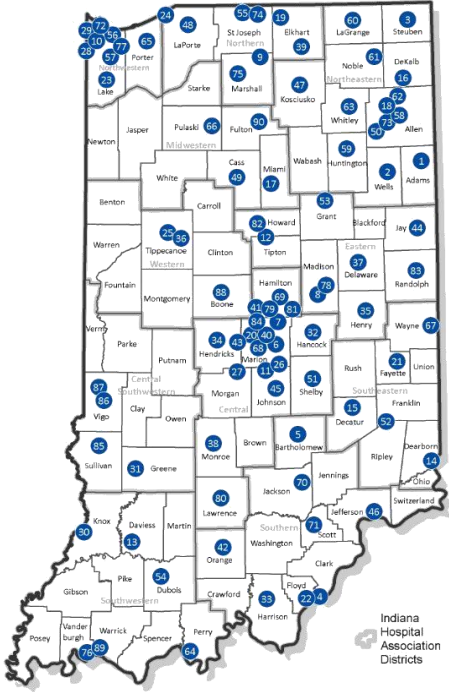 24
48
55
74
19
60
3
29
72
56
10
28
77
57
65
LaPorte
St Joseph
Northern
Elkhart
39
LaGrange
Steuben
Porter
Northwestern
23
Lake
9
75
Marshall
Noble
61
DeKalb
Northeastern
16
Starke
47
Kosciusko
62
63
18
58
73
50
Allen
Whitley
Pulaski
66
Fulton
90
Newton
Jasper
Midwestern
59
Huntington
Wabash
Cass
49
Miami
17
2
Wells
1
Adams
White
Carroll
Benton
53
Grant
82
Howard
12
Tipton
Blackford
Jay
44
Warren
25
36
Tippecanoe
Western
Clinton
Eastern
Madison
37
Delaware
83
Randolph
Hamilton
78
8
Fountain
Montgomery
88
Boone
69
41
79
81
84
7
35
Henry
Wayne
67
Verm
Parke
Putnam
34
Hendricks
43
20
40
6
68
Marion
32
Hancock
27
26
11
Rush
21
Fayette
Union
87
86
Vigo
Central
Southwestern
Clay
Owen
Morgan
Central
45
Johnson
51
Shelby
Southeastern
Franklin
15
Decatur
52
85
Sullivan
31
Greene
38
Monroe
Brown
5
Bartholomew
Dearborn
14
Ripley
Ohio
Jennings
70
Jackson
Switzerland
Jefferson
46
80
Lawrence
Knox
30
Daviess
13
Martin
Southern
71
Scott
Washington
42
Orange
Clark
Pike
54
Dubois
Gibson
Southwestern
Crawford
33
Harrison
Floyd
22
4
Posey
Vander
burgh
Warrick
Spencer
Perry
76
89
64
Indiana
Hospital
Association
Districts